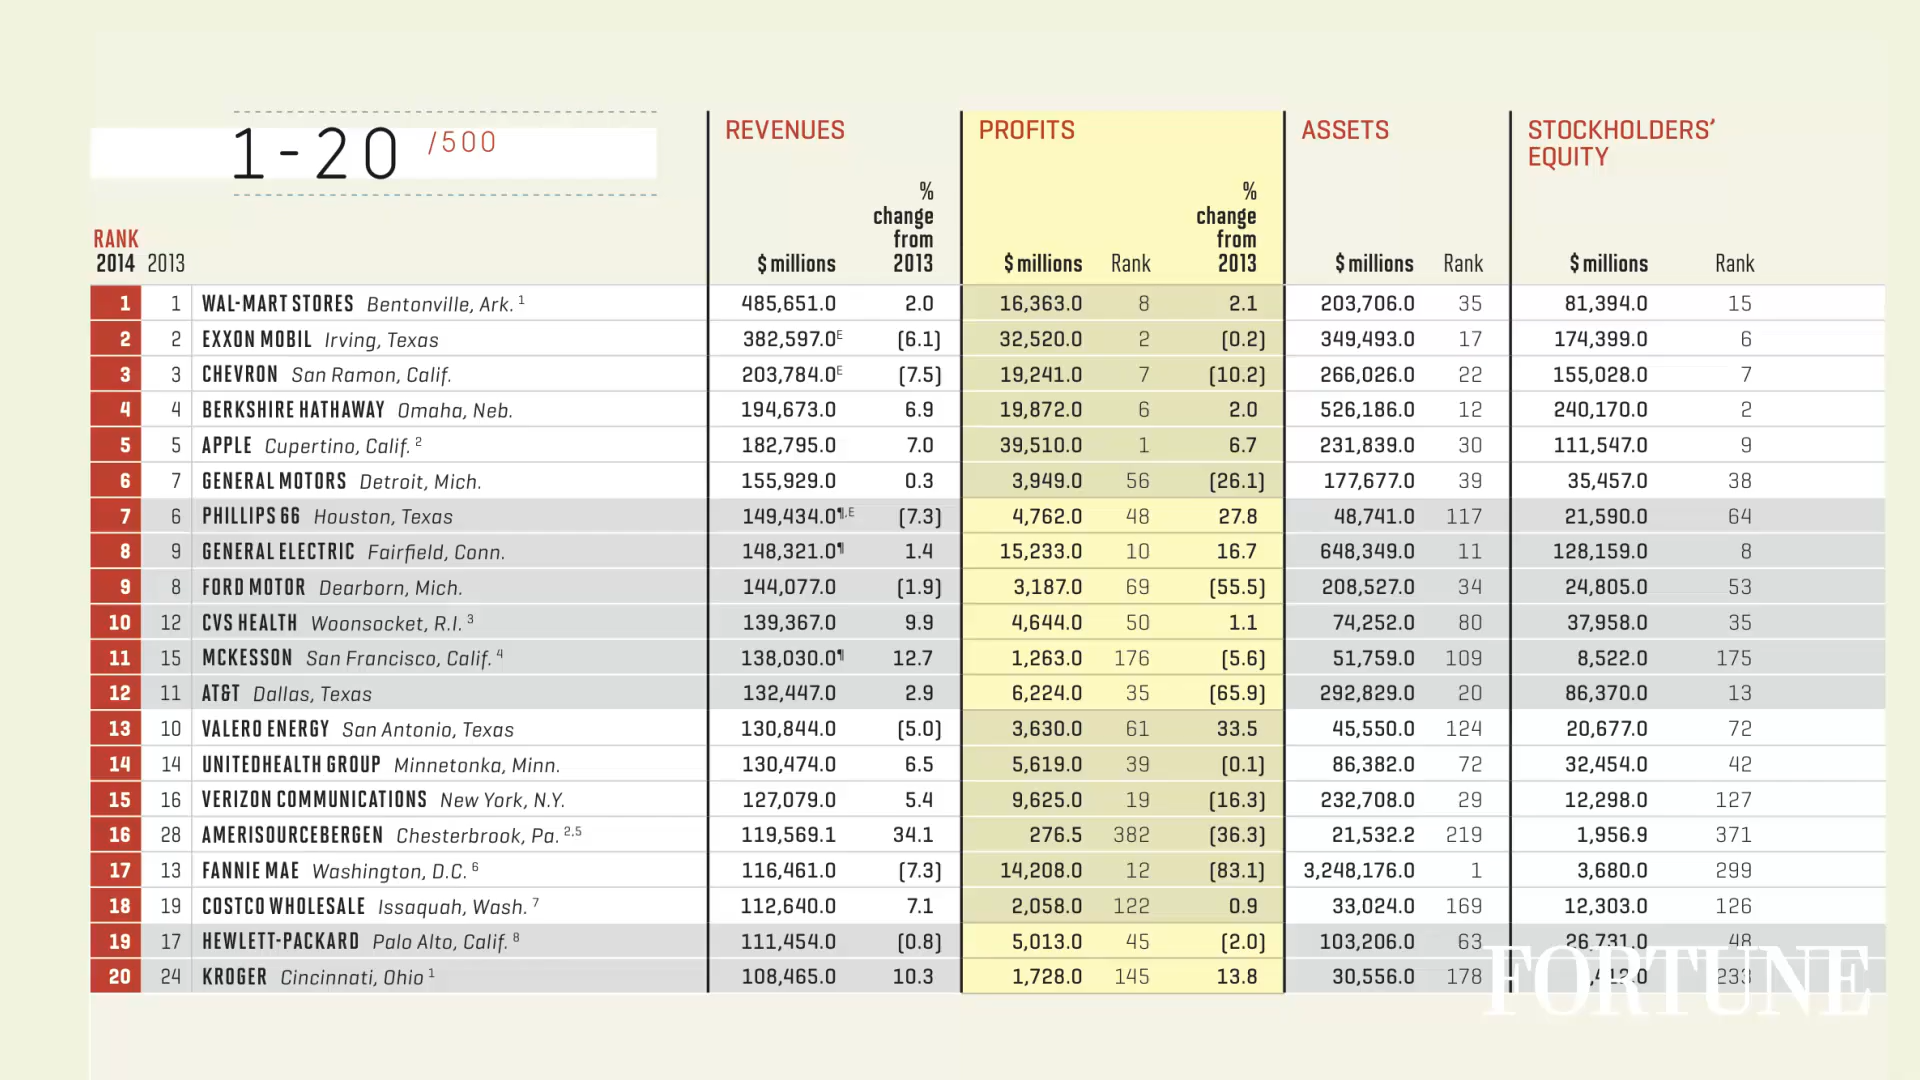 1-20 /500
REVENUES PROFITS ASSETS STOCKHOLDERS’
EQUITY
% %
change change
RANK from from
2014 2013 $ millions 2013 $ millions Rank 2013 $ millions Rank $ millions Rank
1 1 WAL-MART STORES Bentonville, Ark. 1 485,651.0 2.0 16,363.0 8 2.1 203,706.0 35 81,394.0 15
2 2 EXXON MOBIL Irving, Texas 382,597.0E (6.1) 32,520.0 2 (0.2) 349,493.0 17 174,399.0 6
3 3 CHEVRON San Ramon, Calif. 203,784.0E (7.5) 19,241.0 7 (10.2) 266,026.0 22 155,028.0 7
4 4 BERKSHIRE HATHAWAY Omaha, Neb. 194,673.0 6.9 19,872.0 6 2.0 526,186.0 12 240,170.0 2
5 5 APPLE Cupertino, Calif. 2 182,795.0 7.0 39,510.0 1 6.7 231,839.0 30 111,547.0 9
6 7 GENERAL MOTORS Detroit, Mich. 155,929.0 0.3 3,949.0 56 (26.1) 177,677.0 39 35,457.0 38
7 6 PHILLIPS 66 Houston, Texas 149,434.0¶,E (7.3) 4,762.0 48 27.8 48,741.0 117 21,590.0 64
8 9 GENERAL ELECTRIC Fairfield, Conn. 148,321.0¶ 1.4 15,233.0 10 16.7 648,349.0 11 128,159.0 8
9 8 FORD MOTOR Dearborn, Mich. 144,077.0 (1.9) 3,187.0 69 (55.5) 208,527.0 34 24,805.0 53
10 12 CVS HEALTH Woonsocket, R.I. 3 139,367.0 9.9 4,644.0 50 1.1 74,252.0 80 37,958.0 35
11 15 MCKESSON San Francisco, Calif. 4 138,030.0¶ 12.7 1,263.0 176 (5.6) 51,759.0 109 8,522.0 175
12 11 AT&T Dallas, Texas 132,447.0 2.9 6,224.0 35 (65.9) 292,829.0 20 86,370.0 13
13 10 VALERO ENERGY San Antonio, Texas 130,844.0 (5.0) 3,630.0 61 33.5 45,550.0 124 20,677.0 72
14 14 UNITEDHEALTH GROUP Minnetonka, Minn. 130,474.0 6.5 5,619.0 39 (0.1) 86,382.0 72 32,454.0 42
15 16 VERIZON COMMUNICATIONS New York, N.Y. 127,079.0 5.4 9,625.0 19 (16.3) 232,708.0 29 12,298.0 127
16 28 AMERISOURCEBERGEN Chesterbrook, Pa. 2,5 119,569.1 34.1 276.5 382 (36.3) 21,532.2 219 1,956.9 371
17 13 FANNIE MAE Washington, D.C. 6 116,461.0 (7.3) 14,208.0 12 (83.1) 3,248,176.0 1 3,680.0 299
18 19 COSTCO WHOLESALE Issaquah, Wash. 7 112,640.0 7.1 2,058.0 122 0.9 33,024.0 169 12,303.0 126
19 17 HEWLETT-PACKARD Palo Alto, Calif. 8 111,454.0 (0.8) 5,013.0 45 (2.0) 103,206.0 63 26,731.0 48
20 24 KROGER Cincinnati, Ohio 1 108,465.0 10.3 1,728.0 145 13.8 30,556.0 178 233
FORTUNE